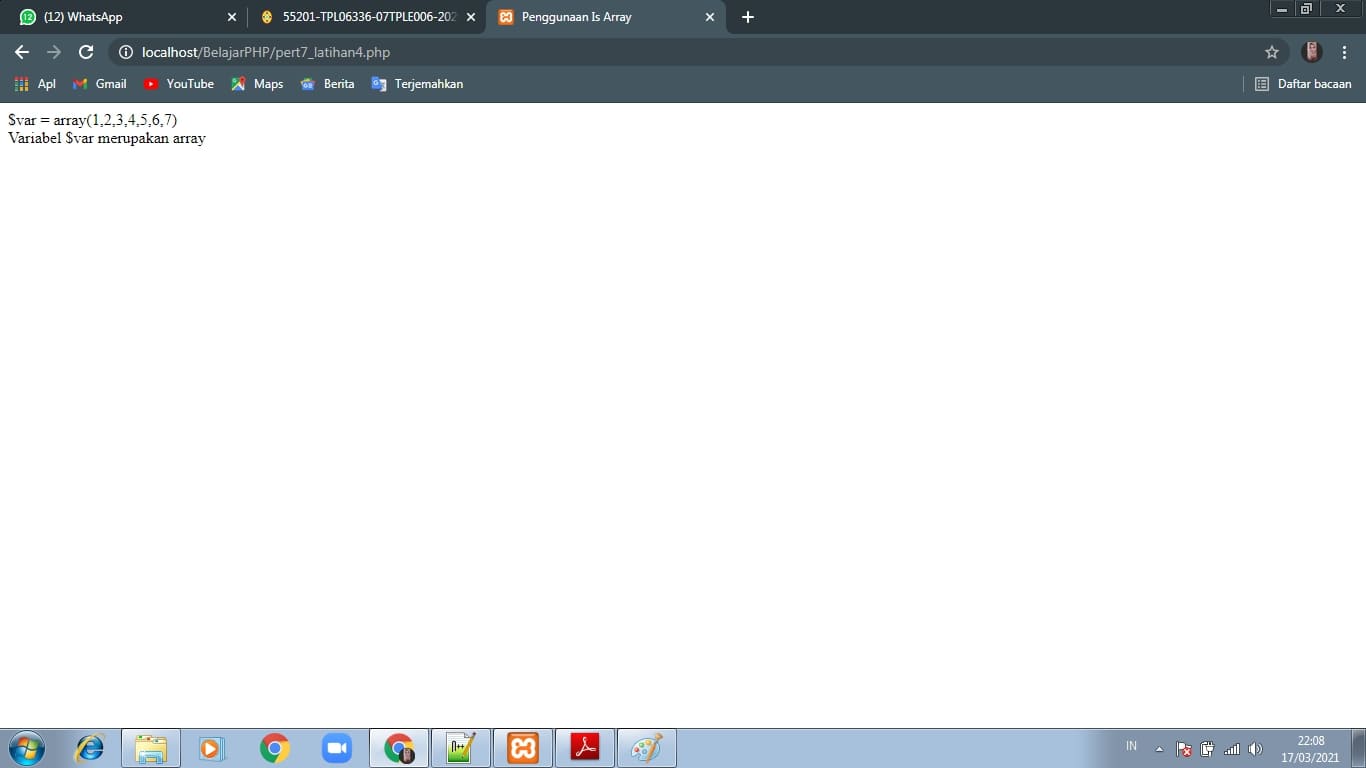 (12) WhatsApp
55201-TPL06336-07TPLE006-202
Penggunaan Is Array
localhost/BelajarPHP/pert7_latihan4.php
Apl
Gmail
YouTube
Maps
Berita
Terjemahkan
Daftar bacaan
$var = array(1,2,3,4,5,6,7)
Variabel $var merupakan array
IN
22:08
17/03/2021